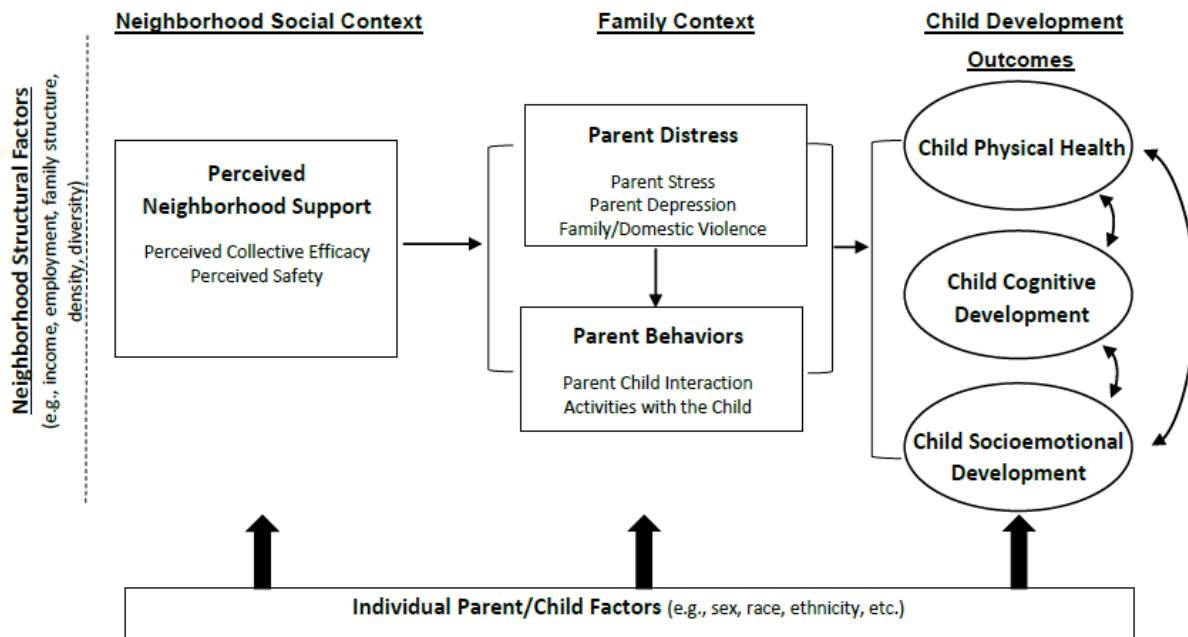 Neighborhood Social Context
Family Context
Child Development
Outcomes
Neighborhood Structural Factors
(e.g., income, employment, family structure,
density, diversity)
Perceived
Neighborhood Support
Perceived Collective Efficacy
Perceived Safety
Parent Distress
Parent Stress
Parent Depression
Family/Domestic Violence
Parent Behaviors
Parent Child Interaction
Activities with the Child
Child Physical Health
Child Cognitive
Development
Child Socioemotional
Development
Individual Parent/Child Factors (e.g., sex, race, ethnicity, etc.)